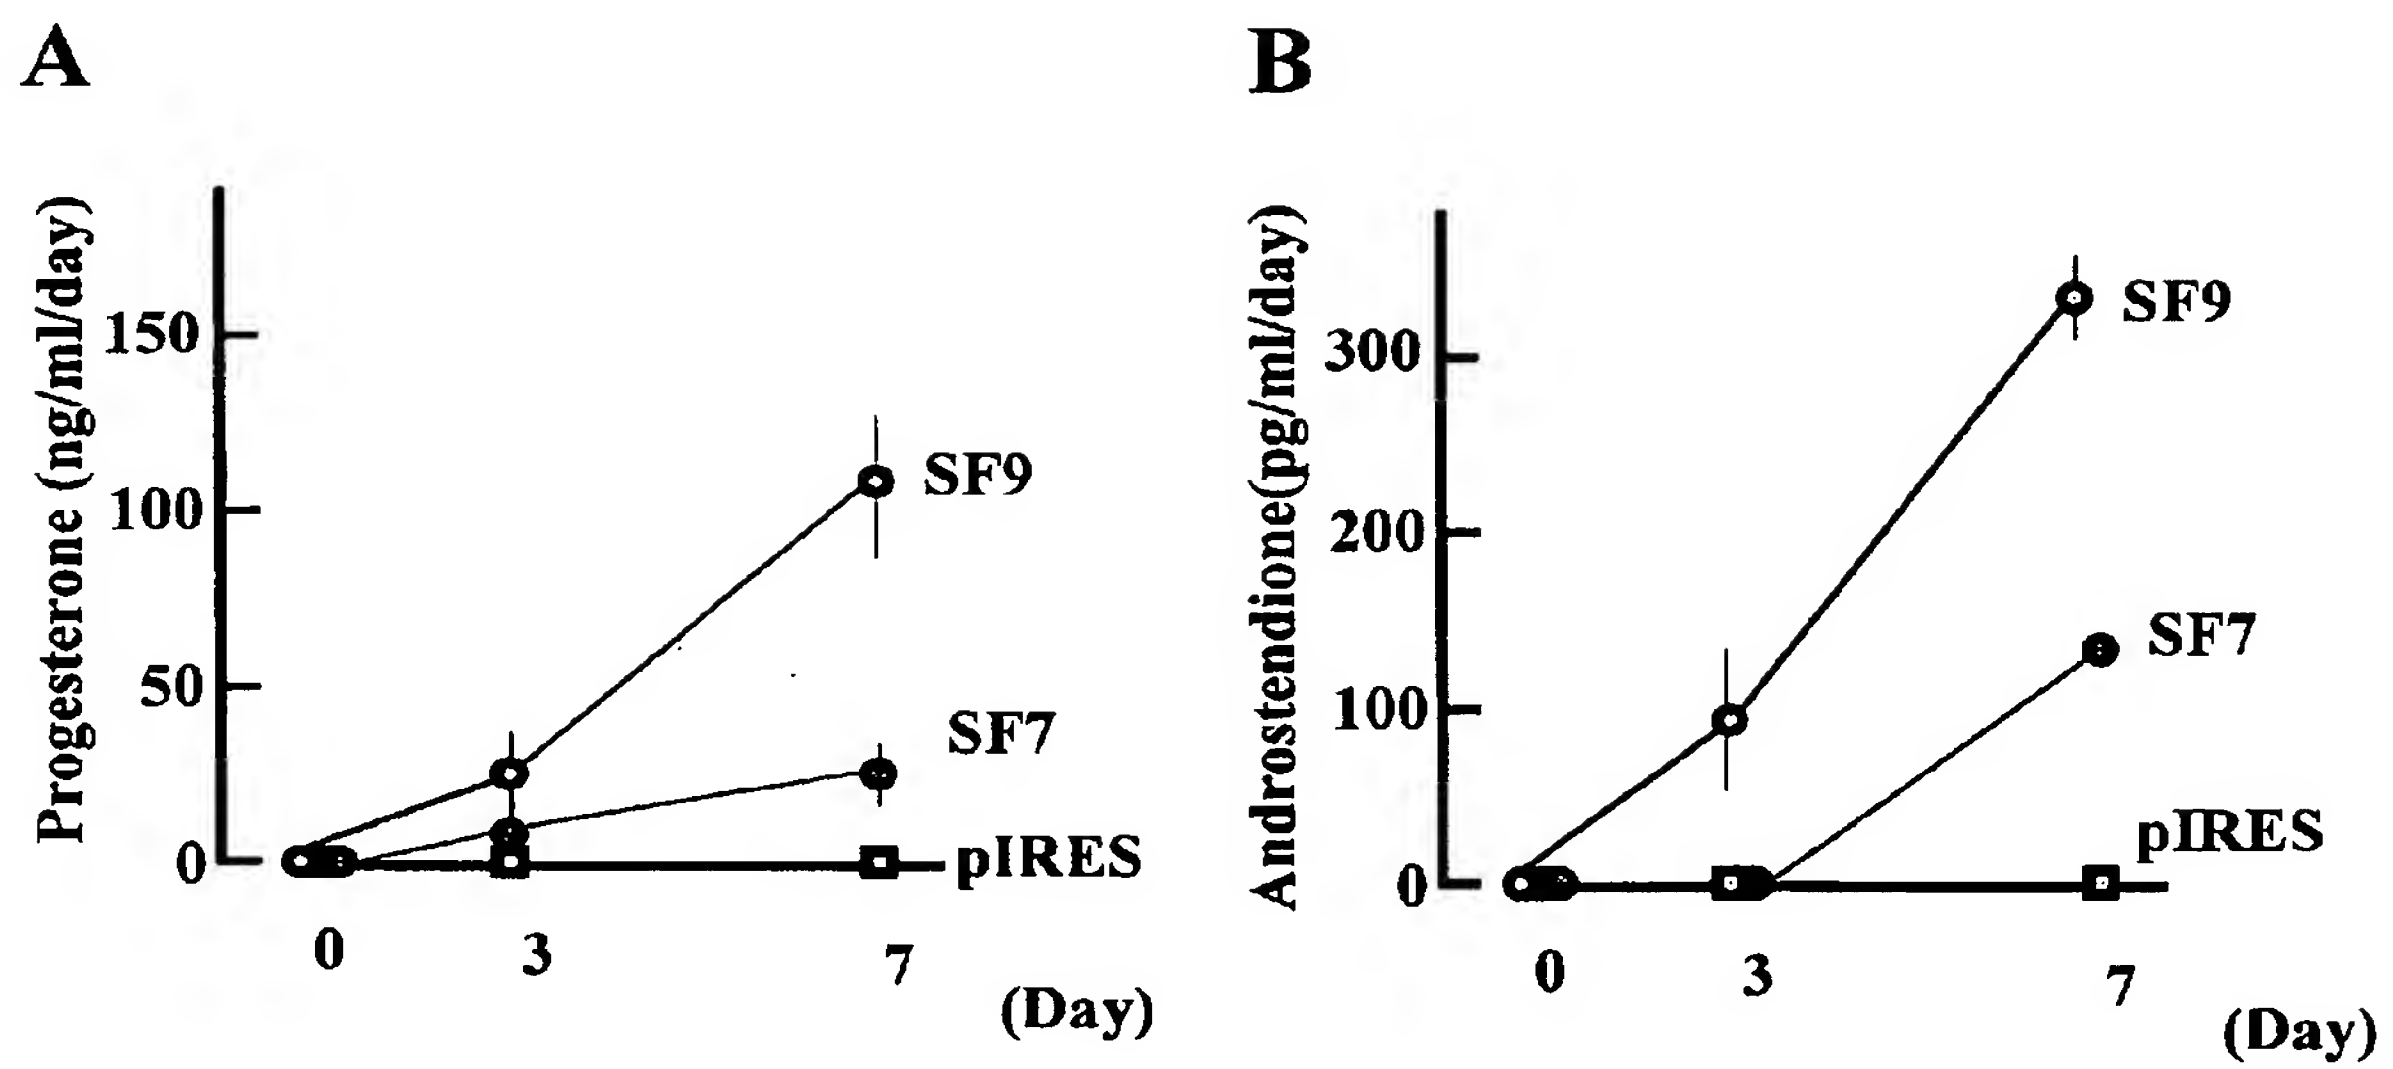 A
Progesterone (ng/ml/day)
150
100
50
0
SF9
SF7
pIRES
0
3
7
(Day)
B
Androstendione(pg/ml/day)
300
200
100
0
SF9
SF7
pIRES
0
3
7
(Day)